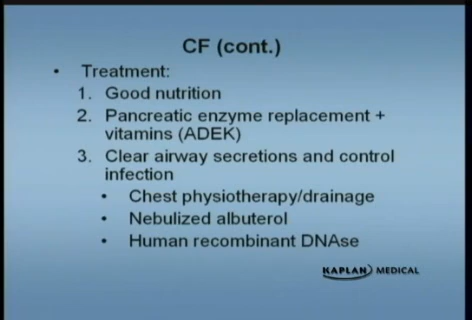 CF (cont.)
• Treatment:
1. Good nutrition
2. Pancreatic enzyme replacement +
vitamins (ADEK)
3. Clear airway secretions and control
infection
• Chest physiotherapy/drainage
• Nebulized albuterol
• Human recombinant DNAse
KAPLAN MEDICAL